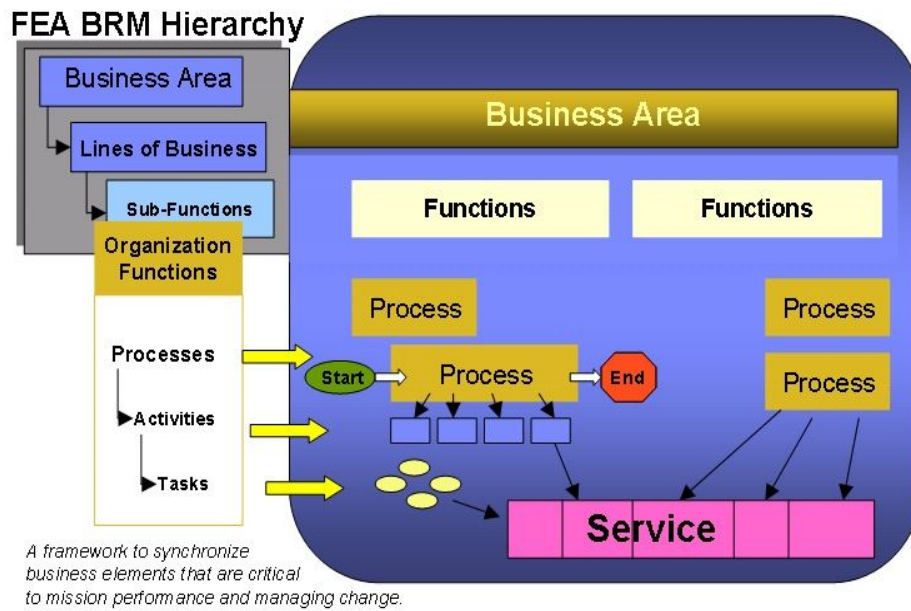 FEA BRM Hierarchy
Business Area
Lines of Business
Sub-Functions
Organization
Functions
Processes
Activities
Tasks
A framework to synchronize
business elements that are critical
to mission performance and managing change.
Business Area
Functions
Functions
Process
Process
Start
Process
End
Process
Service